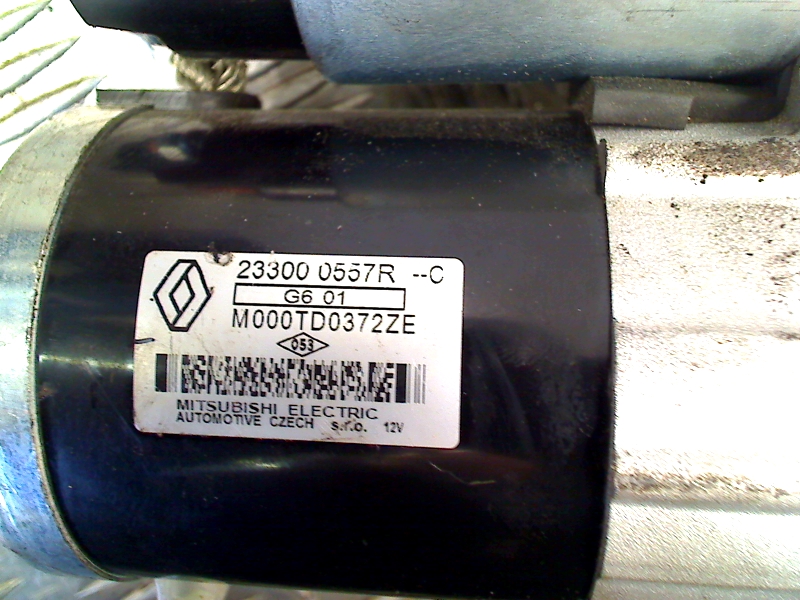 23300 0557R --C
G6 01
M000TD0372ZE
053
MITSUBISHI ELECTRIC
AUTOMOTIVE CZECH s.r.o. 12V